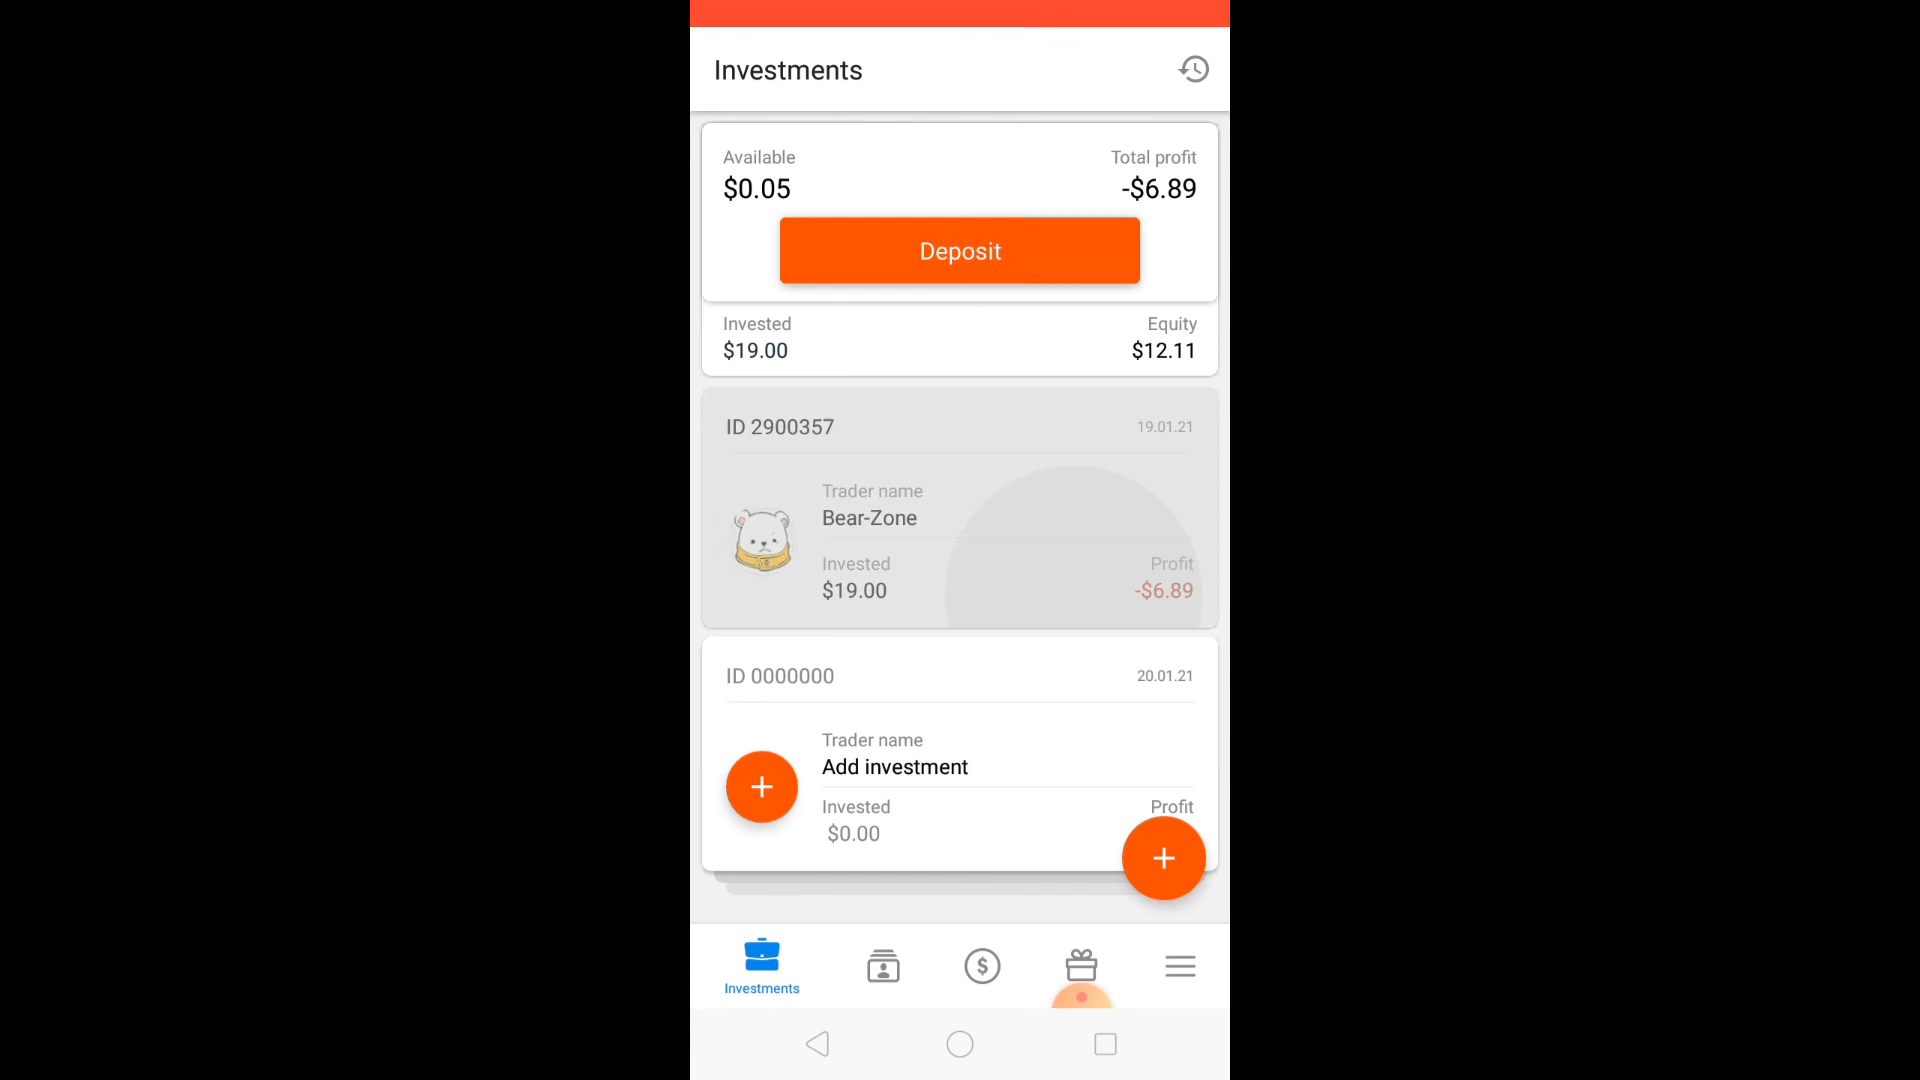 Investments
Available Total profit
$0.05 -$6.89
Deposit
Invested Equity
$19.00 $12.11
ID 2900357 19.01.21
Trader name
Bear-Zone
Invested Profit
$19.00 -$6.89
ID 0000000 20.01.21
Trader name
Add investment
Invested Profit
$0.00
Investments